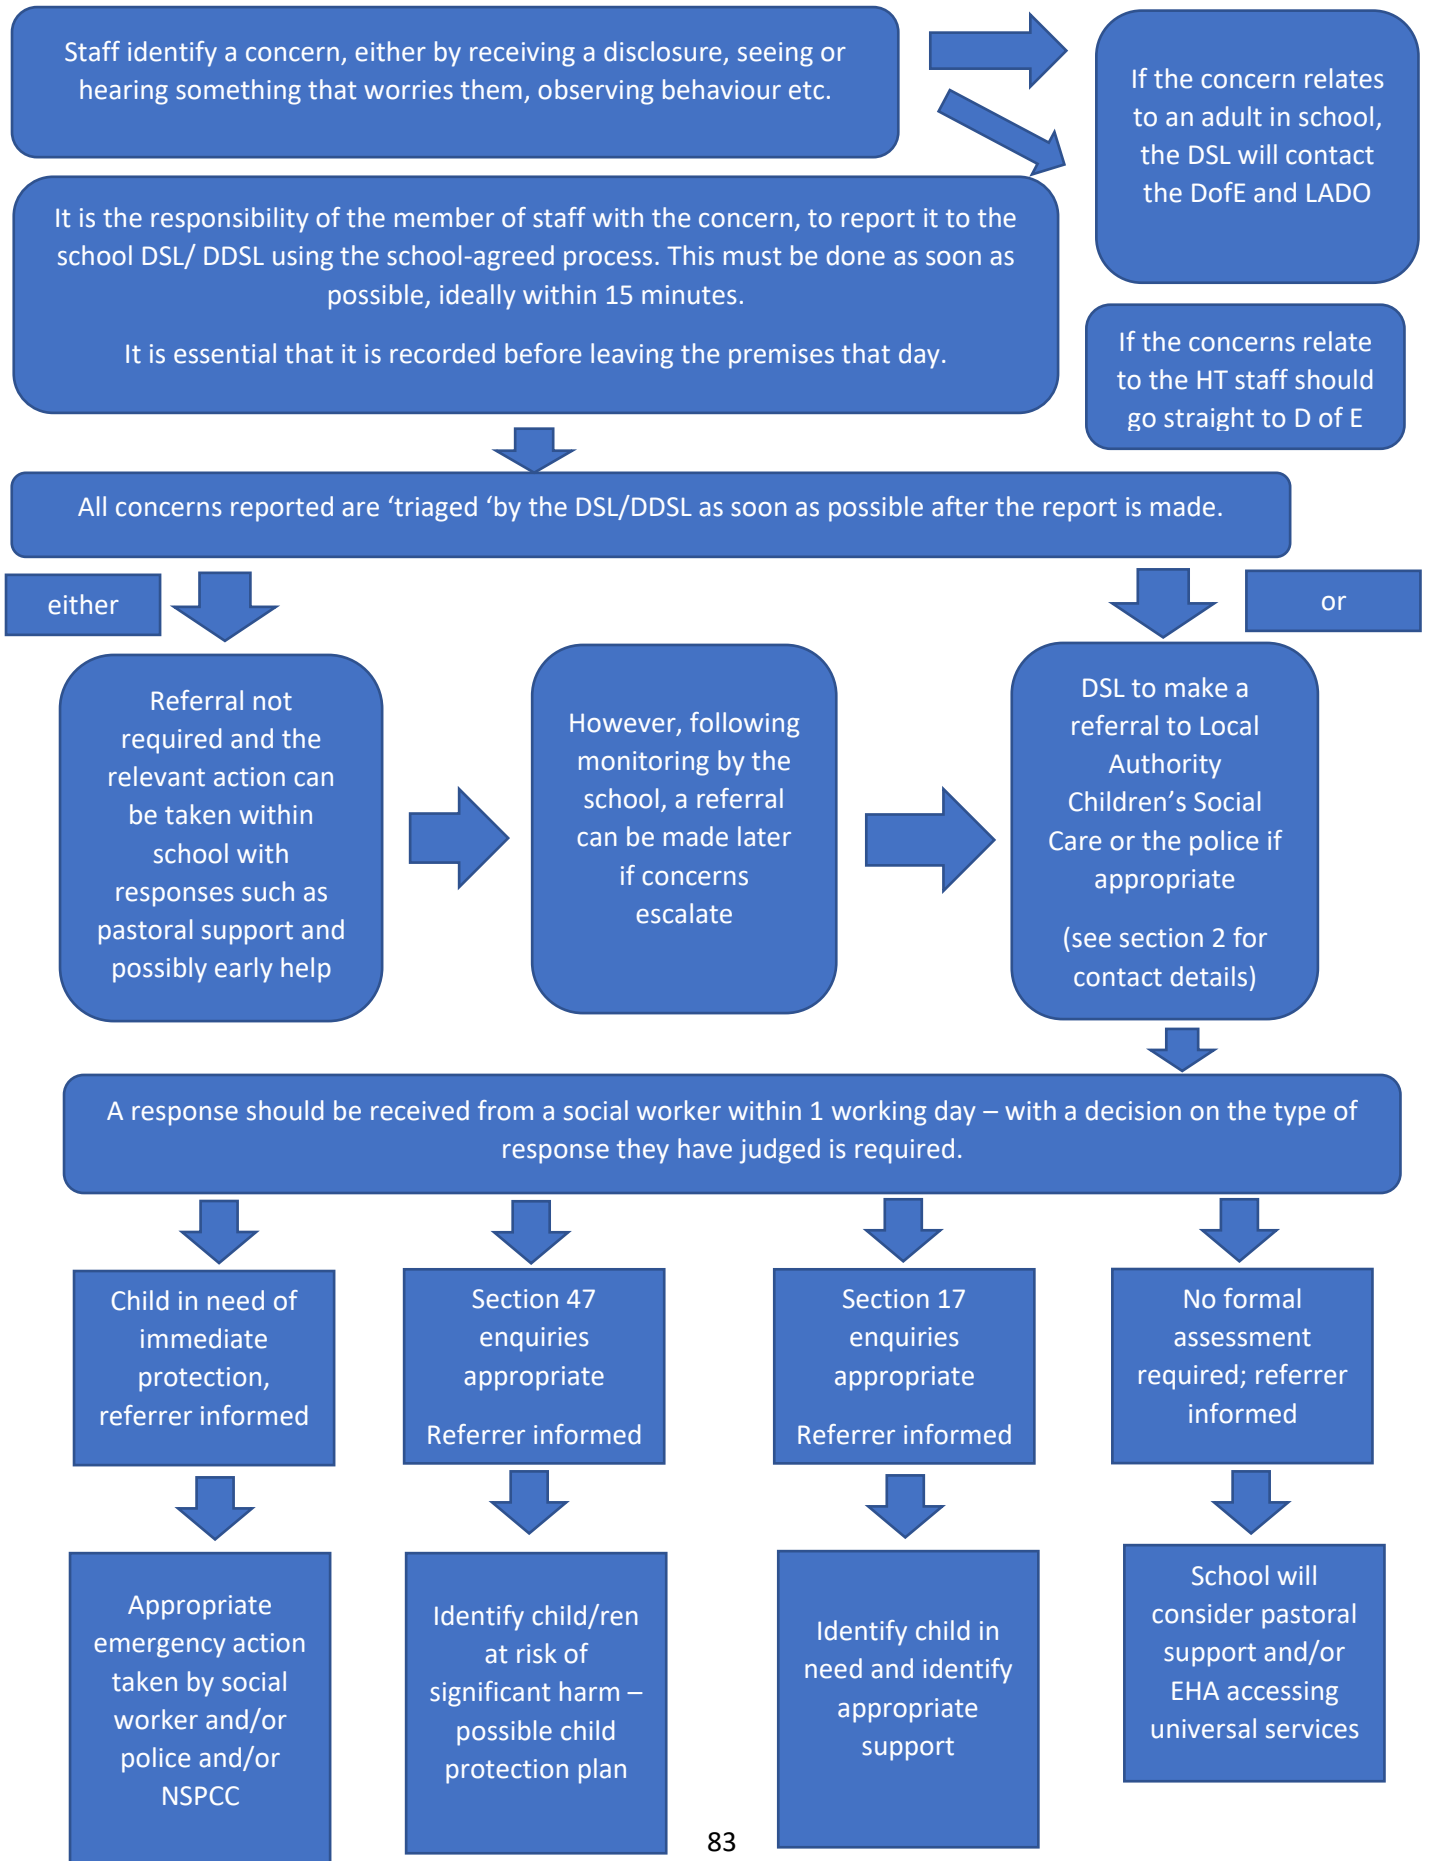 Staff identify a concern, either by receiving a disclosure, seeing or
hearing something that worries them, observing behaviour etc.
If the concern relates
to an adult in school,
the DSL will contact
the DofE and LADO
It is the responsibility of the member of staff with the concern, to report it to the
school DSL/ DDSL using the school-agreed process. This must be done as soon as
possible, ideally within 15 minutes.
It is essential that it is recorded before leaving the premises that day.
If the concerns relate
to the HT staff should
go straight to D of E
All concerns reported are ‘triaged ‘by the DSL/DDSL as soon as possible after the report is made.
either
or
Referral not
required and the
relevant action can
be taken within
school with
responses such as
pastoral support and
possibly early help
However, following
monitoring by the
school, a referral
can be made later
if concerns
escalate
DSL to make a
referral to Local
Authority
Children’s Social
Care or the police if
appropriate
(see section 2 for
contact details)
A response should be received from a social worker within 1 working day – with a decision on the type of
response they have judged is required.
Child in need of
immediate
protection,
referrer informed
Section 47
enquiries
appropriate
Referrer informed
Section 17
enquiries
appropriate
Referrer informed
No formal
assessment
required; referrer
informed
Appropriate
emergency action
taken by social
worker and/or
police and/or
NSPCC
Identify child/ren
at risk of
significant harm –
possible child
protection plan
Identify child in
need and identify
appropriate
support
School will
consider pastoral
support and/or
EHA accessing
universal services
83